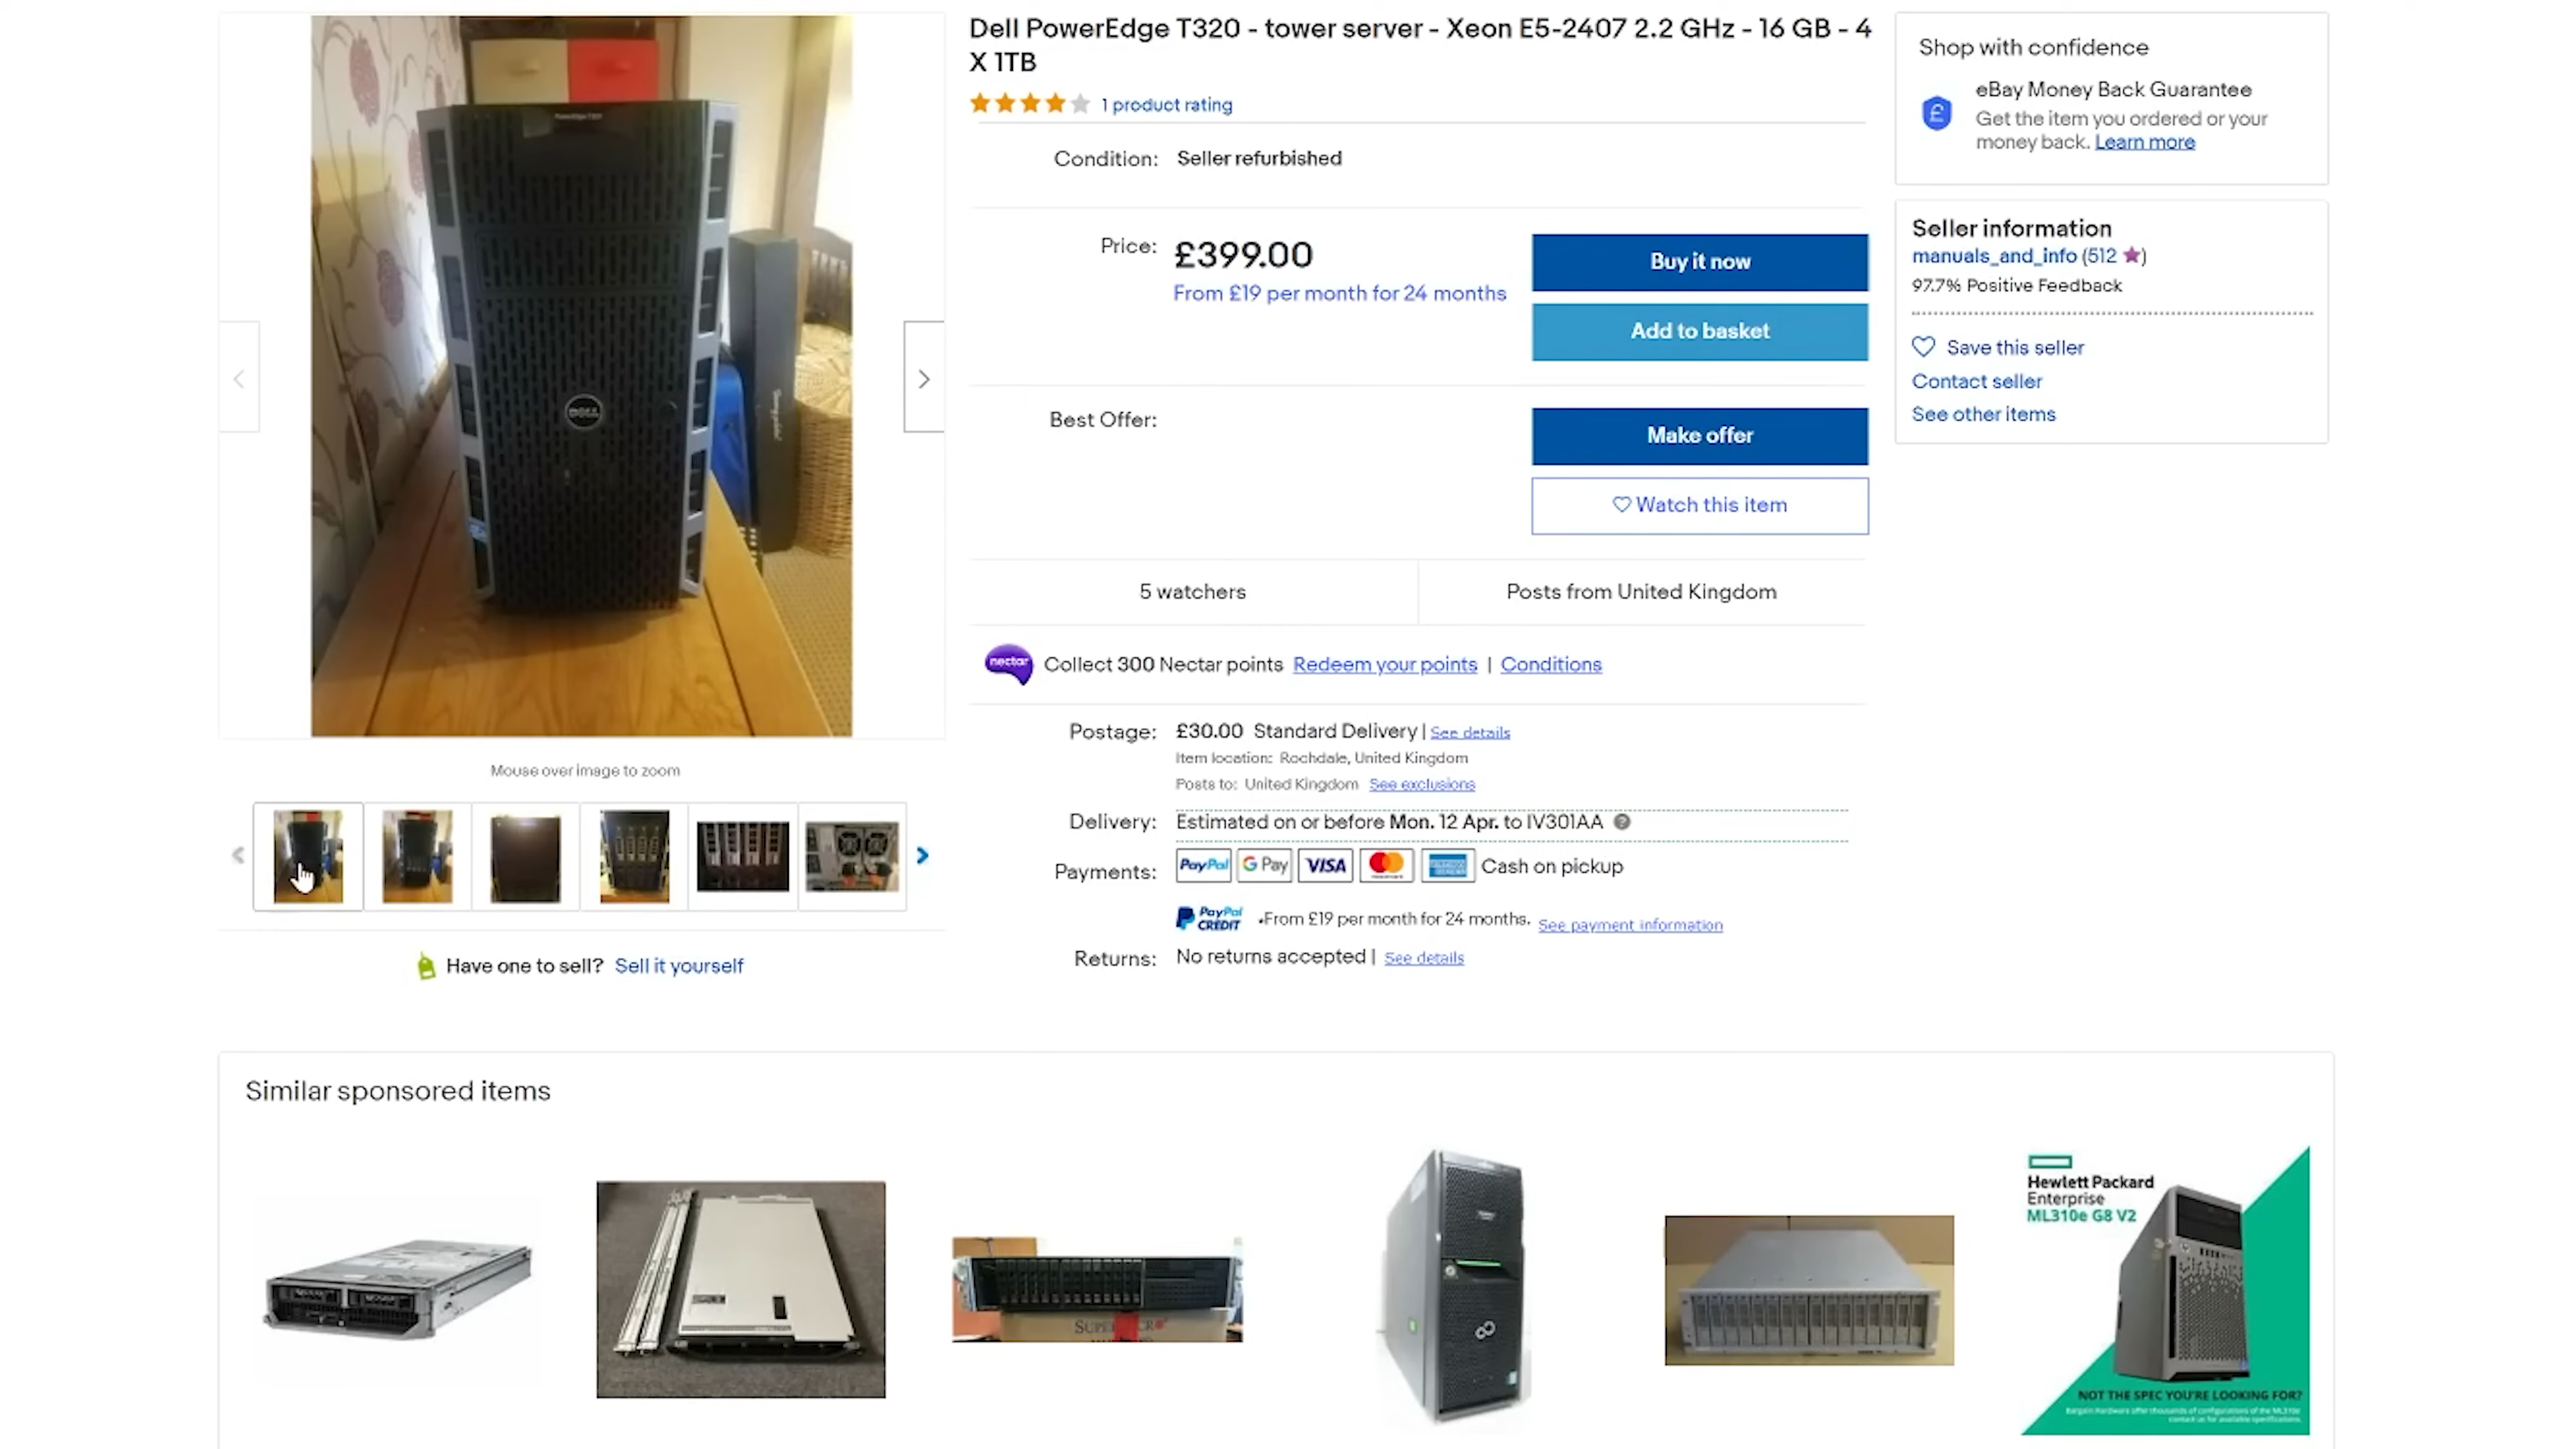 Dell PowerEdge T320 - tower server - Xeon E5-2407 2.2 GHz - 16 GB - 4
X 1TB
1 product rating
Condition: Seller refurbished
Price: £399.00
From £19 per month for 24 months
Buy it now
Add to basket
Best Offer:
Make offer
Watch this item
5 watchers
Posts from United Kingdom
nectar Collect 300 Nectar points Redeem your points | Conditions
Postage: £30.00 Standard Delivery | See details
Item location: Rochdale, United Kingdom
Posts to: United Kingdom See exclusions
Delivery: Estimated on or before Mon. 12 Apr. to IV301AA
Payments: PayPal G Pay VISA Cash on pickup
PayPal CREDIT •From £19 per month for 24 months. See payment information
Returns: No returns accepted | See details
Shop with confidence
eBay Money Back Guarantee
Get the item you ordered or your
money back. Learn more
Seller information
manuals_and_info (512)
97.7% Positive Feedback
Save this seller
Contact seller
See other items
DELL
Mouse over image to zoom
Have one to sell? Sell it yourself
Similar sponsored items
Hewlett Packard
Enterprise
ML310e G8 V2
NOT THE SPEC YOU'RE LOOKING FOR?